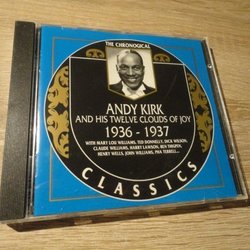 THE CHRONOGICAL
ANDY KIRK
AND HIS TWELVE CLOUDS OF JOY
1936 - 1937
WITH MARY LOU WILLIAMS, TED DONNELLY, DICK WILSON,
CLAUDE WILLIAMS, HARRY LAWSON, BEN THIGPEN,
HENRY WELLS, JOHN WILLIAMS, PHA TERRELL...
CLASSICS